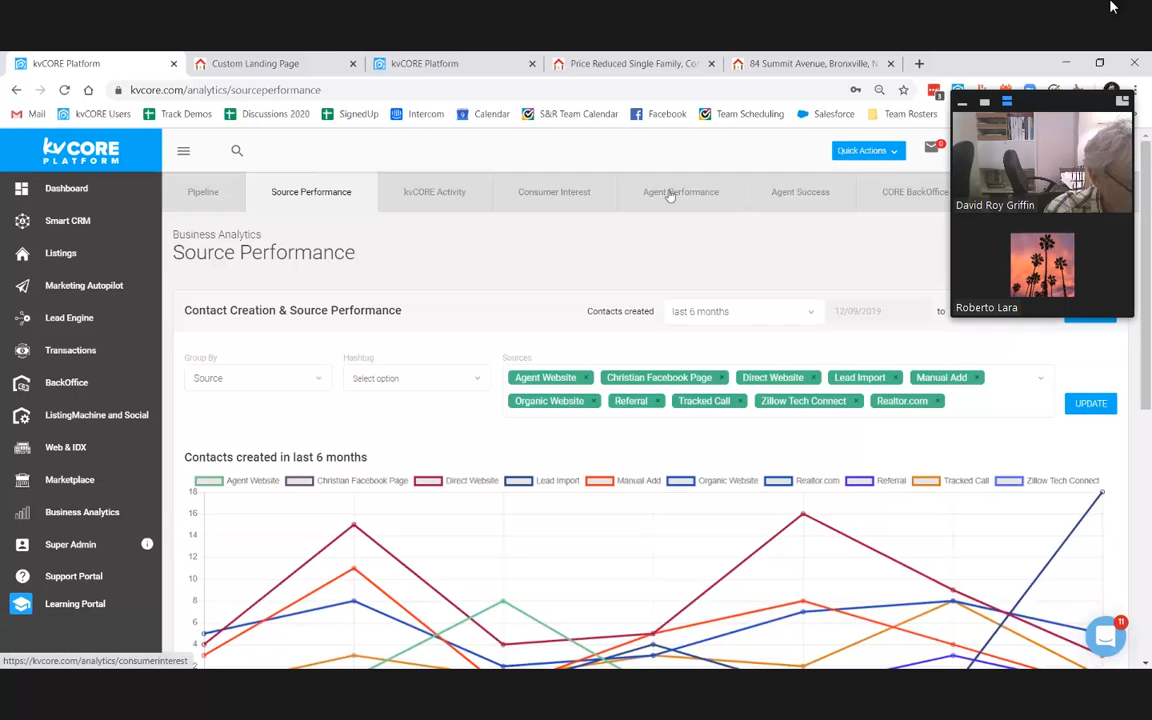 kvCORE Platform
Custom Landing Page
kvCORE Platform
Price Reduced Single Family, Co
84 Summit Avenue, Bronxville, N
kvcore.com/analytics/sourceperformance
Mail
kvCORE Users
Track Demos
Discussions 2020
SignedUp
Intercom
Calendar
S&R Team Calendar
Facebook
Team Scheduling
Salesforce
Team Rosters
kvCORE
PLATFORM
Quick Actions
Dashboard
Smart CRM
Listings
Marketing Autopilot
Lead Engine
Transactions
BackOffice
ListingMachine and Social
Web & IDX
Marketplace
Business Analytics
Super Admin
Support Portal
Learning Portal
Pipeline
Source Performance
kvCORE Activity
Consumer Interest
Agent Performance
Agent Success
CORE BackOffice
David Roy Griffin
Roberto Lara
Business Analytics
Source Performance
Contact Creation & Source Performance
Contacts created
last 6 months
12/09/2019
to
Group By
Source
Hashtag
Select option
Sources
Agent Website ×
Christian Facebook Page ×
Direct Website ×
Lead Import ×
Manual Add ×
Organic Website ×
Referral ×
Tracked Call ×
Zillow Tech Connect ×
Realtor.com ×
UPDATE
Contacts created in last 6 months
Agent Website
Christian Facebook Page
Direct Website
Lead Import
Manual Add
Organic Website
Realtor.com
Referral
Tracked Call
Zillow Tech Connect
18
16
14
12
10
8
6
4
2
11
https://kvcore.com/analytics/consumerinterest